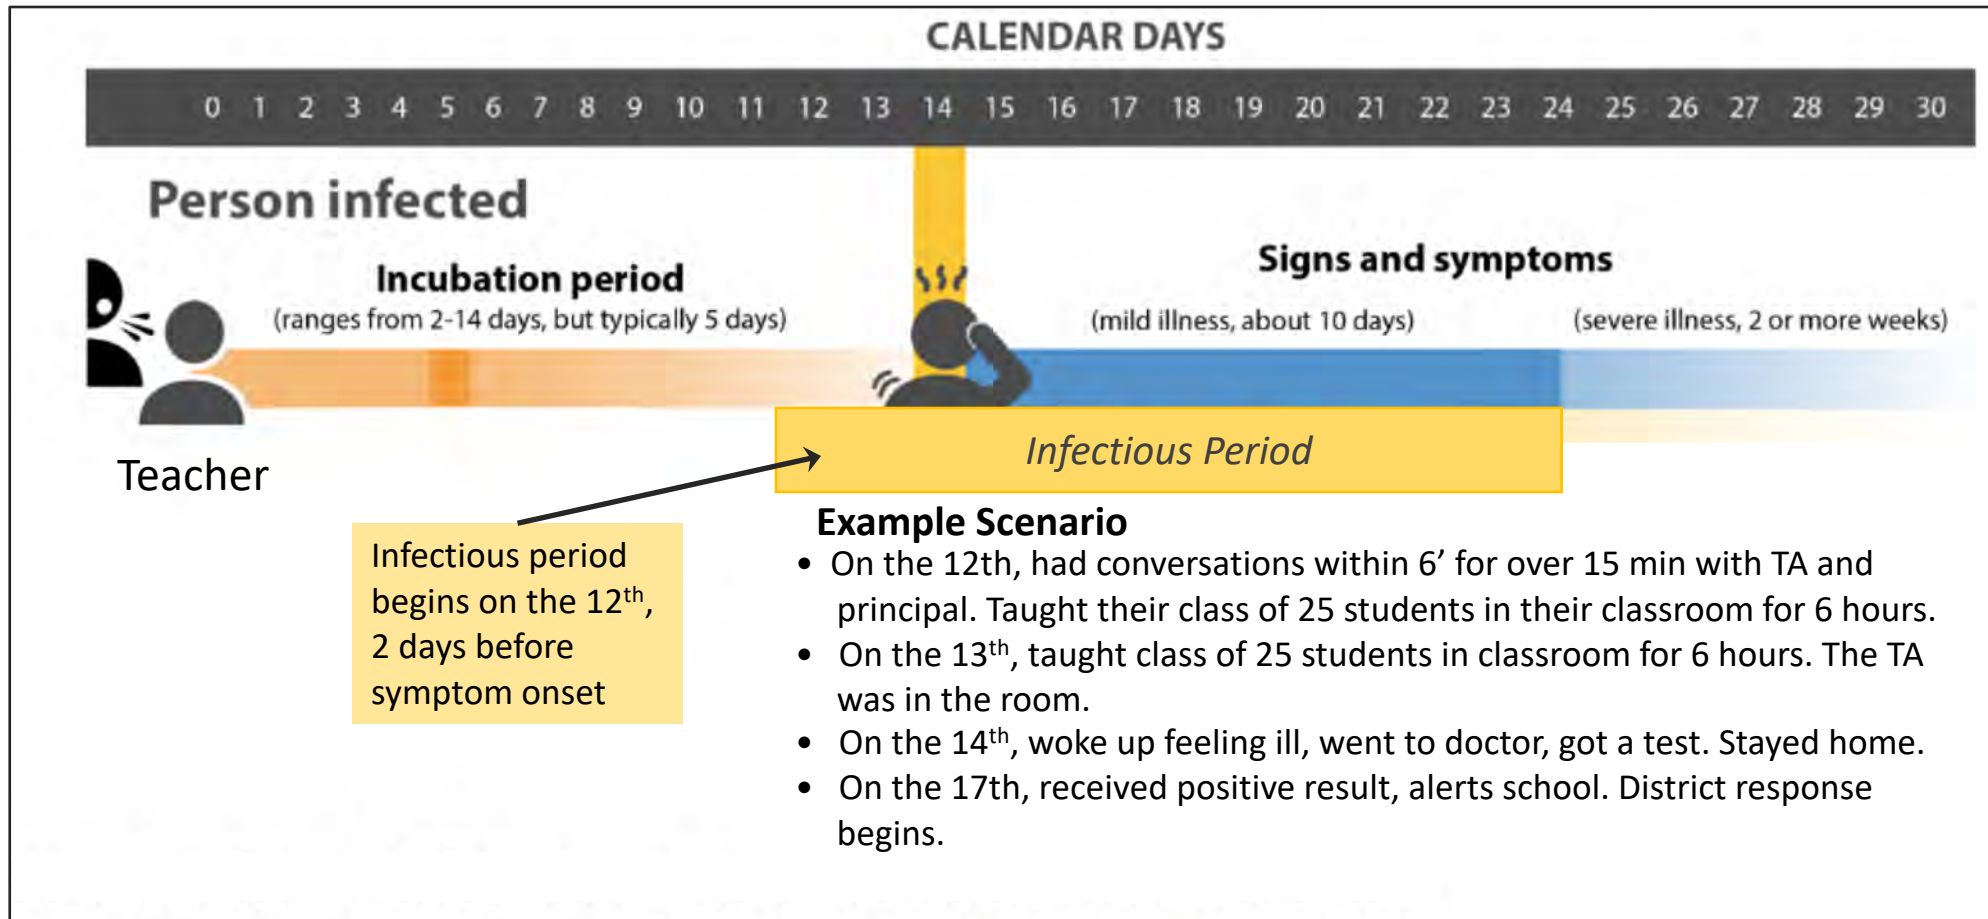 CALENDAR DAYS
0 1 2 3 4 5 6 7 8 9 10 11 12 13 14 15 16 17 18 19 20 21 22 23 24 25 26 27 28 29 30
Person infected
Incubation period
(ranges from 2-14 days, but typically 5 days)
Signs and symptoms
(mild illness, about 10 days)
(severe illness, 2 or more weeks)
Teacher
Infectious Period
Infectious period
begins on the 12th,
2 days before
symptom onset
Example Scenario
• On the 12th, had conversations within 6’ for over 15 min with TA and
principal. Taught their class of 25 students in their classroom for 6 hours.
• On the 13th, taught class of 25 students in classroom for 6 hours. The TA
was in the room.
• On the 14th, woke up feeling ill, went to doctor, got a test. Stayed home.
• On the 17th, received positive result, alerts school. District response
begins.